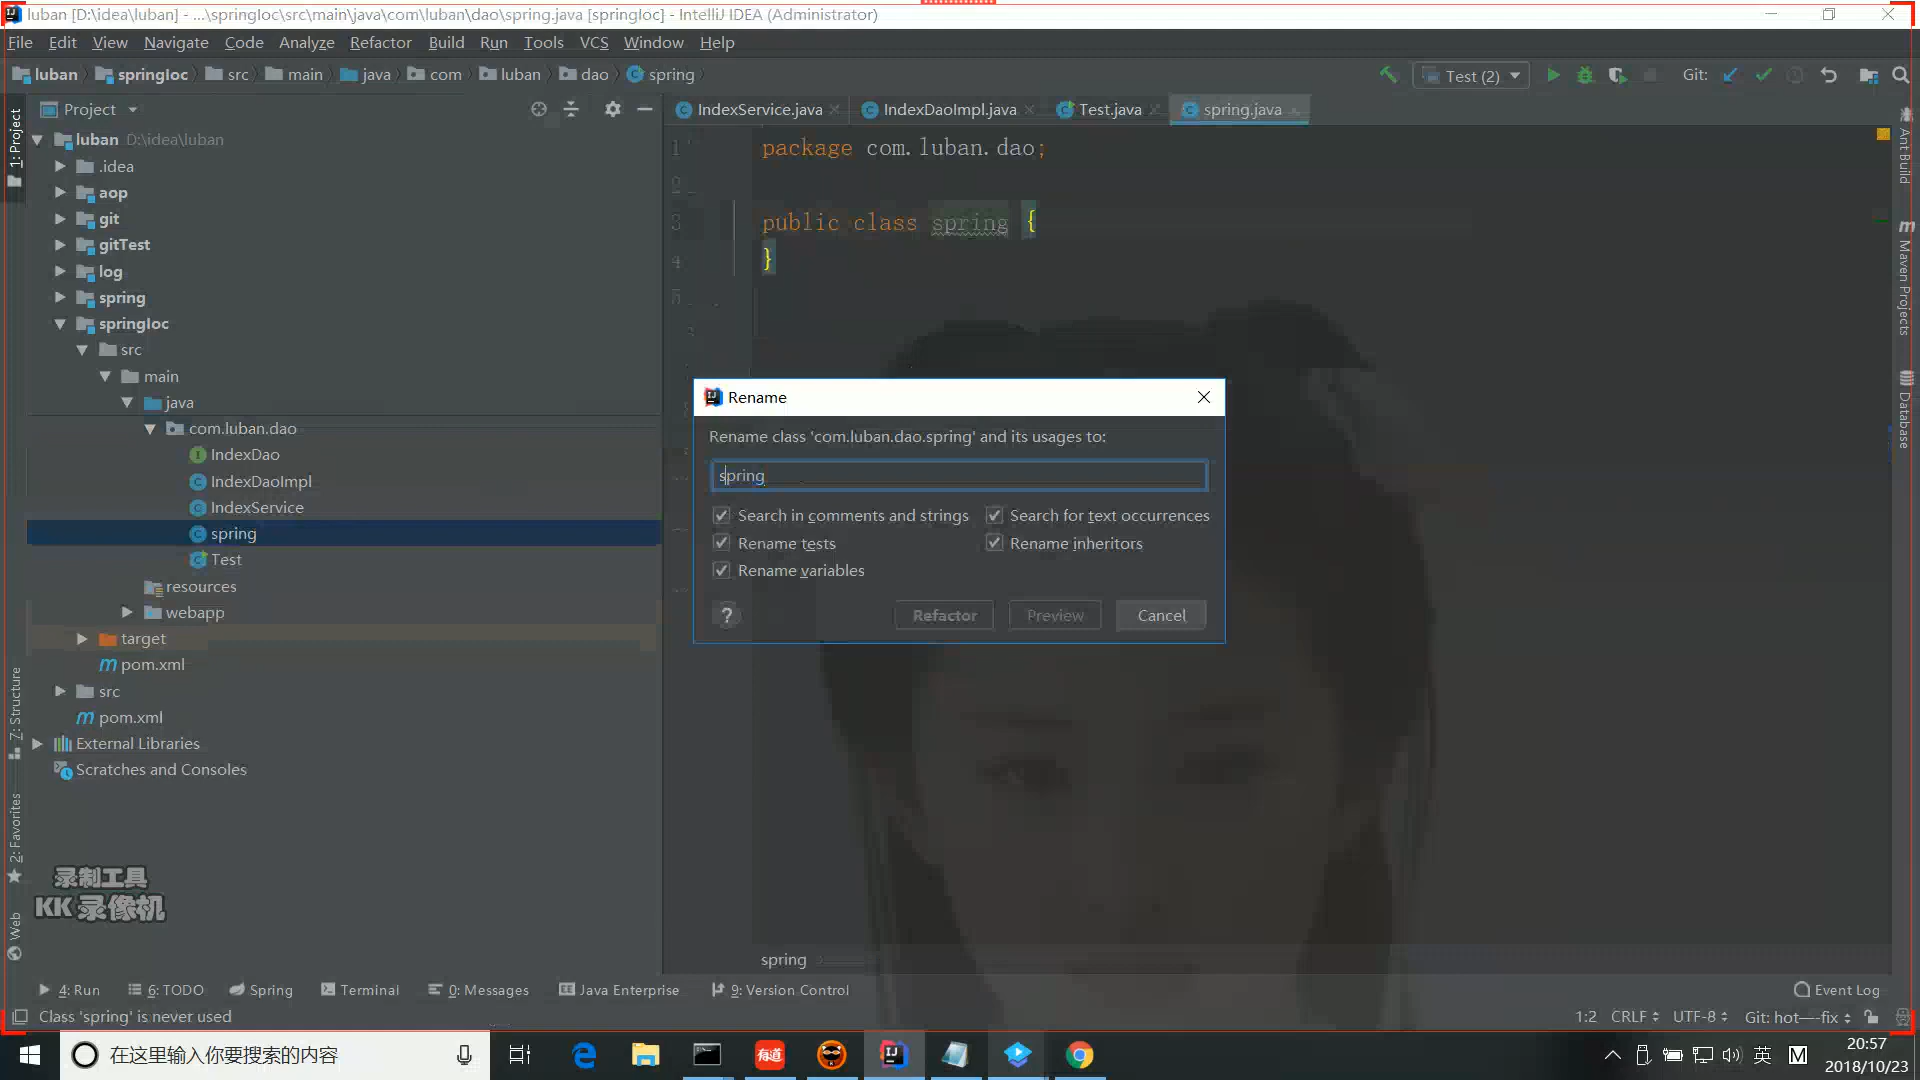 luban [D:\idea\luban] - ...\springIoc\src\main\java\com\luban\dao\spring.java [springIoc] - IntelliJ IDEA (Administrator)
File Edit View Navigate Code Analyze Refactor Build Run Tools VCS Window Help
luban springIoc src main java com luban dao spring
Test (2) Git:
Project
IndexService.java IndexDaoImpl.java Test.java spring.java
1: Project
luban D:\idea\luban
.idea
aop
git
gitTest
log
spring
springIoc
src
main
java
com.luban.dao
IndexDao
IndexDaoImpl
IndexService
spring
Test
resources
webapp
target
pom.xml
src
pom.xml
External Libraries
Scratches and Consoles
1 package com.luban.dao;
2
3 public class spring {
4 }
5
Rename
Rename class 'com.luban.dao.spring' and its usages to:
spring
Search in comments and strings Search for text occurrences
Rename tests Rename inheritors
Rename variables
? Refactor Preview Cancel
Ant Build
Maven Projects
Database
7: Structure
2: Favorites
Web
录制工具
KK 录像机
spring
4: Run 6: TODO Spring Terminal 0: Messages Java Enterprise 9: Version Control Event Log
Class 'spring' is never used
1:2 CRLF UTF-8 Git: hot--–fix
在这里输入你要搜索的内容
有道
英 M
20:57
2018/10/23